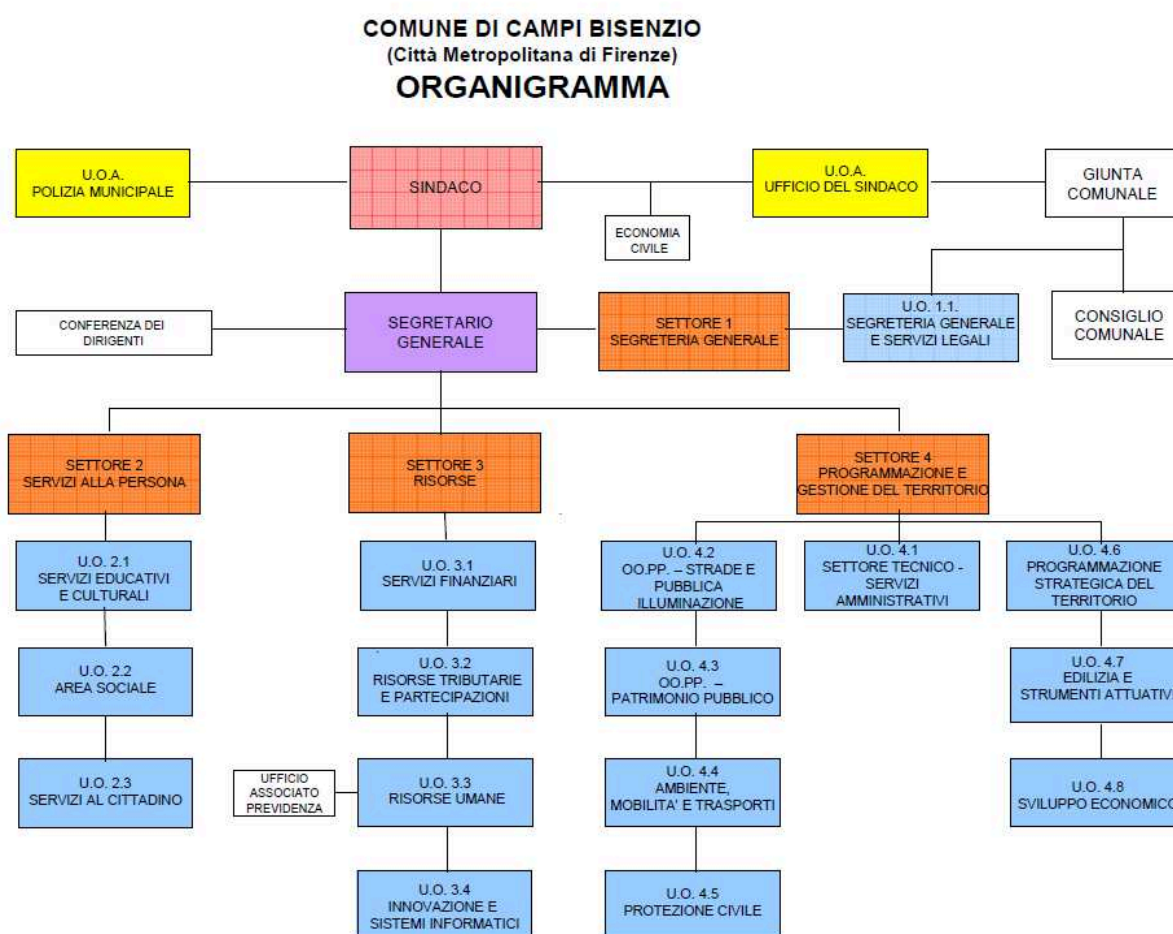 COMUNE DI CAMPI BISENZIO
(Città Metropolitana di Firenze)
ORGANIGRAMMA
U.O.A.
POLIZIA MUNICIPALE
SINDACO
ECONOMIA
CIVILE
U.O.A.
UFFICIO DEL SINDACO
GIUNTA
COMUNALE
CONFERENZA DEI
DIRIGENTI
SEGRETARIO
GENERALE
SETTORE 1
SEGRETERIA GENERALE
U.O. 1.1.
SEGRETERIA GENERALE
E SERVIZI LEGALI
CONSIGLIO
COMUNALE
SETTORE 2
SERVIZI ALLA PERSONA
SETTORE 3
RISORSE
SETTORE 4
PROGRAMMAZIONE E
GESTIONE DEL TERRITORIO
U.O. 2.1
SERVIZI EDUCATIVI
E CULTURALI
U.O. 3.1
SERVIZI FINANZIARI
U.O. 4.2
OO.PP. – STRADE E
PUBBLICA
ILLUMINAZIONE
U.O. 4.1
SETTORE TECNICO -
SERVIZI
AMMINISTRATIVI
U.O. 4.6
PROGRAMMAZIONE
STRATEGICA DEL
TERRITORIO
U.O. 2.2
AREA SOCIALE
U.O. 3.2
RISORSE TRIBUTARIE
E PARTECIPAZIONI
U.O. 4.3
OO.PP. –
PATRIMONIO PUBBLICO
U.O. 4.7
EDILIZIA E
STRUMENTI ATTUATIVI
U.O. 2.3
SERVIZI AL CITTADINO
UFFICIO
ASSOCIATO
PREVIDENZA
U.O. 3.3
RISORSE UMANE
U.O. 4.4
AMBIENTE,
MOBILITA' E TRASPORTI
U.O. 4.8
SVILUPPO ECONOMICO
U.O. 3.4
INNOVAZIONE E
SISTEMI INFORMATICI
U.O. 4.5
PROTEZIONE CIVILE